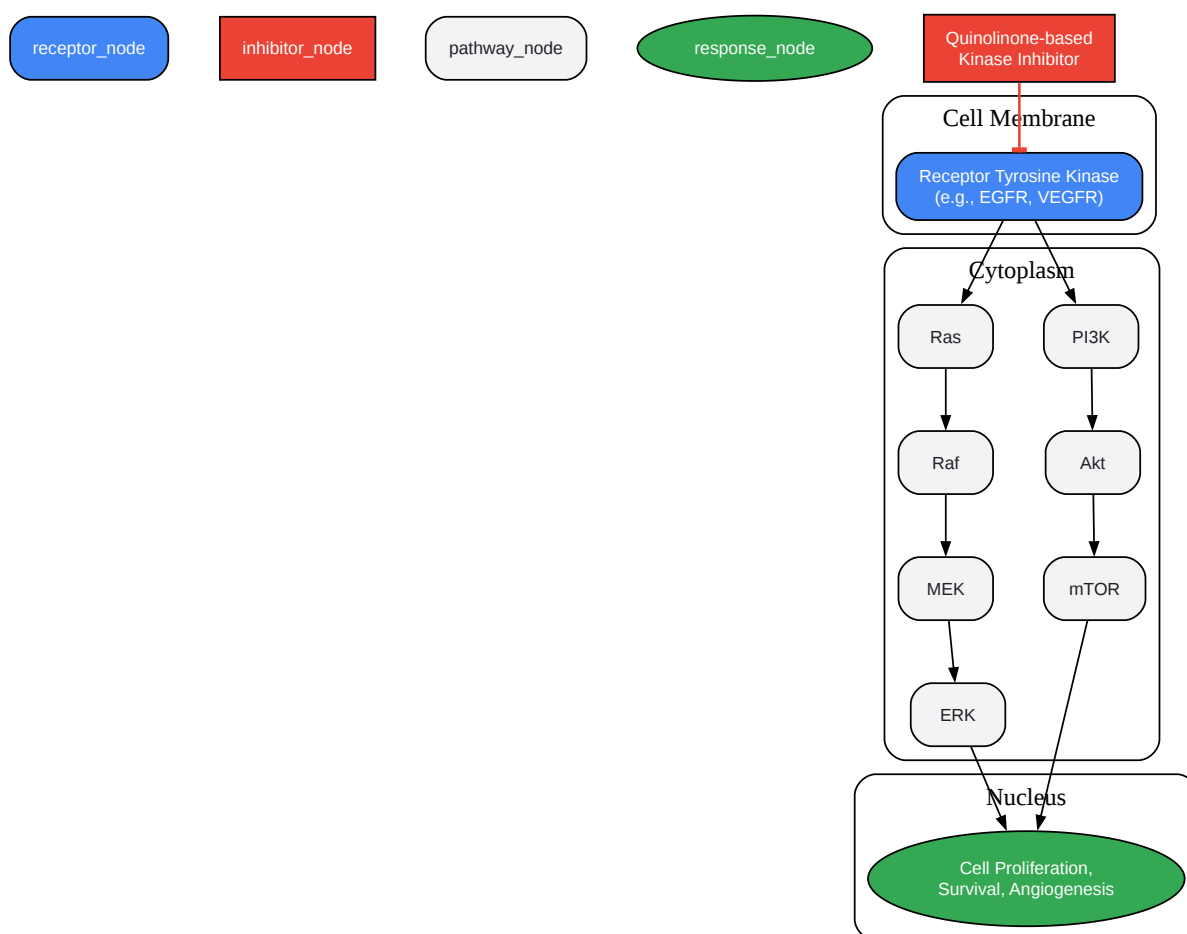 receptor_node
inhibitor_node
pathway_node
response_node
Quinolinone-based
Kinase Inhibitor
Cell Membrane
Receptor Tyrosine Kinase
(e.g., EGFR, VEGFR)
Cytoplasm
Ras
PI3K
Raf
Akt
MEK
mTOR
ERK
Nucleus
Cell Proliferation,
Survival, Angiogenesis